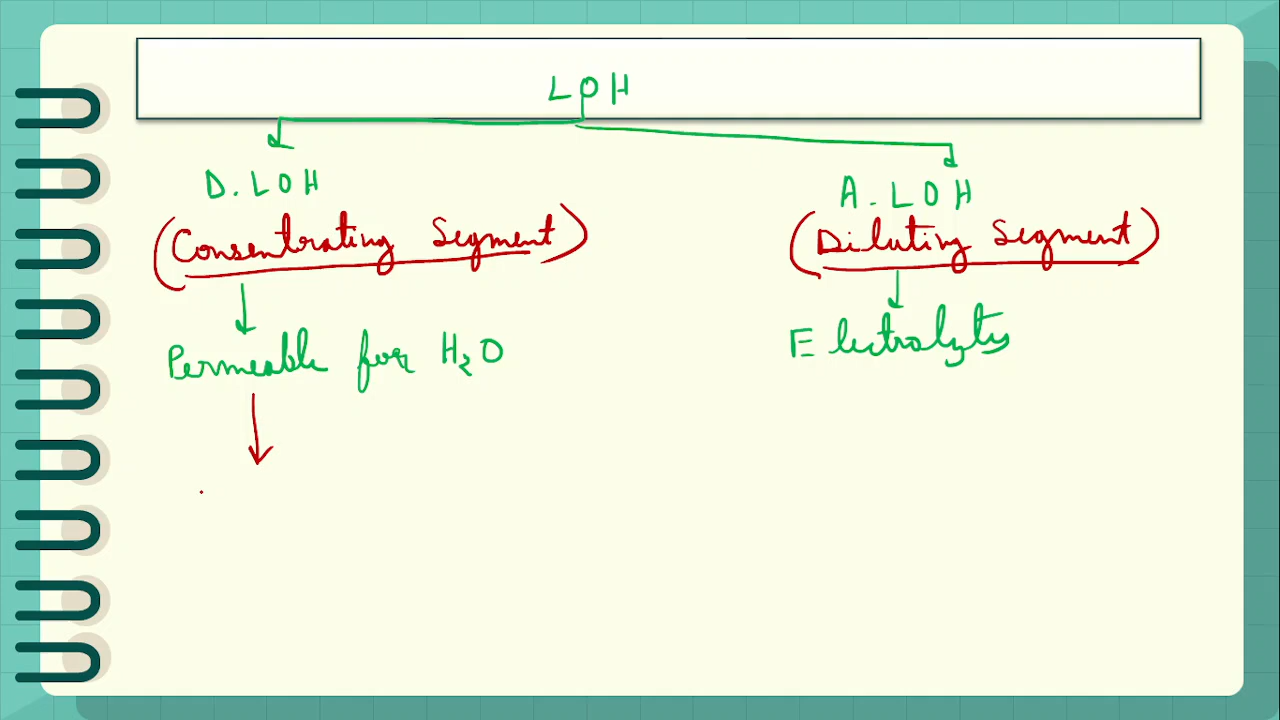 LOH
D. LOH
A. LOH
(Consentrating Segment)
(Diluting Segment)
Permeable for H₂O
Electrolytes